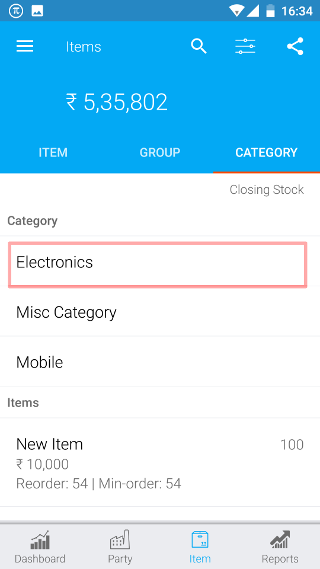 16:34
Items
₹ 5,35,802
ITEM GROUP CATEGORY
Closing Stock
Category
Electronics
Misc Category
Mobile
Items
New Item 100
₹ 10,000
Reorder: 54 | Min-order: 54
Dashboard Party Item Reports